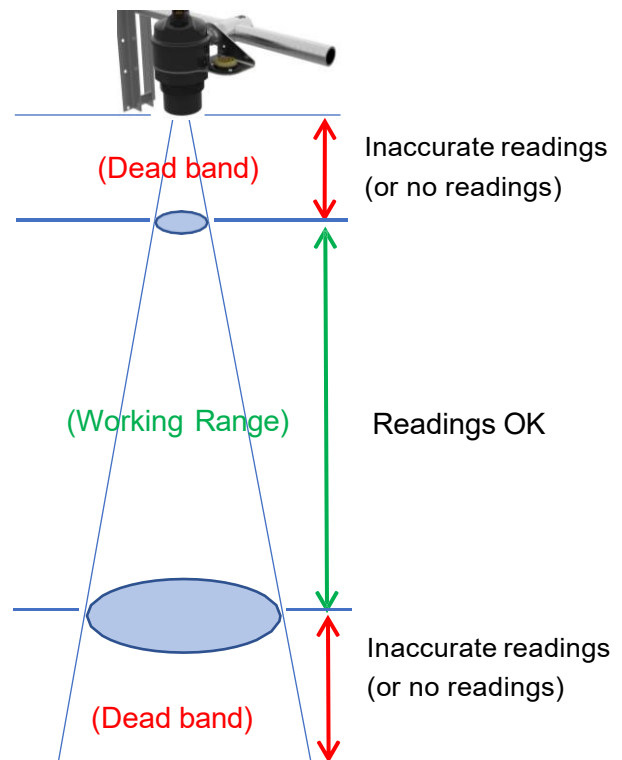 (Dead band)
Inaccurate readings
(or no readings)
(Working Range)
Readings OK
Inaccurate readings
(or no readings)
(Dead band)